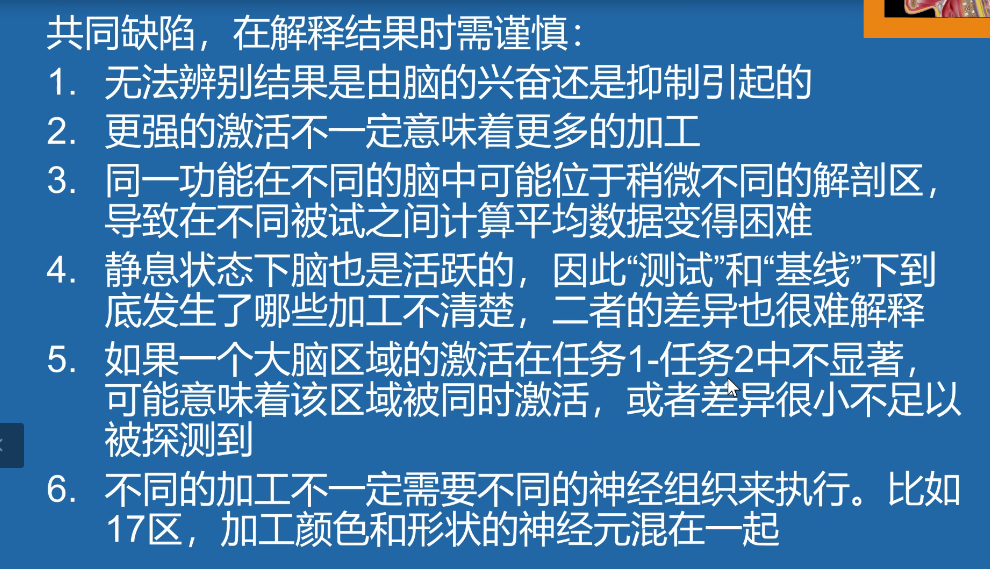 共同缺陷，在解释结果时需谨慎：
1. 无法辨别结果是由脑的兴奋还是抑制引起的
2. 更强的激活不一定意味着更多的加工
3. 同一功能在不同的脑中可能位于稍微不同的解剖区，
导致在不同被试之间计算平均数据变得困难
4. 静息状态下脑也是活跃的，因此“测试”和“基线”下到
底发生了哪些加工不清楚，二者的差异也很难解释
5. 如果一个大脑区域的激活在任务1-任务2中不显著，
可能意味着该区域被同时激活，或者差异很小不足以
被探测到
6. 不同的加工不一定需要不同的神经组织来执行。比如
17区，加工颜色和形状的神经元混在一起